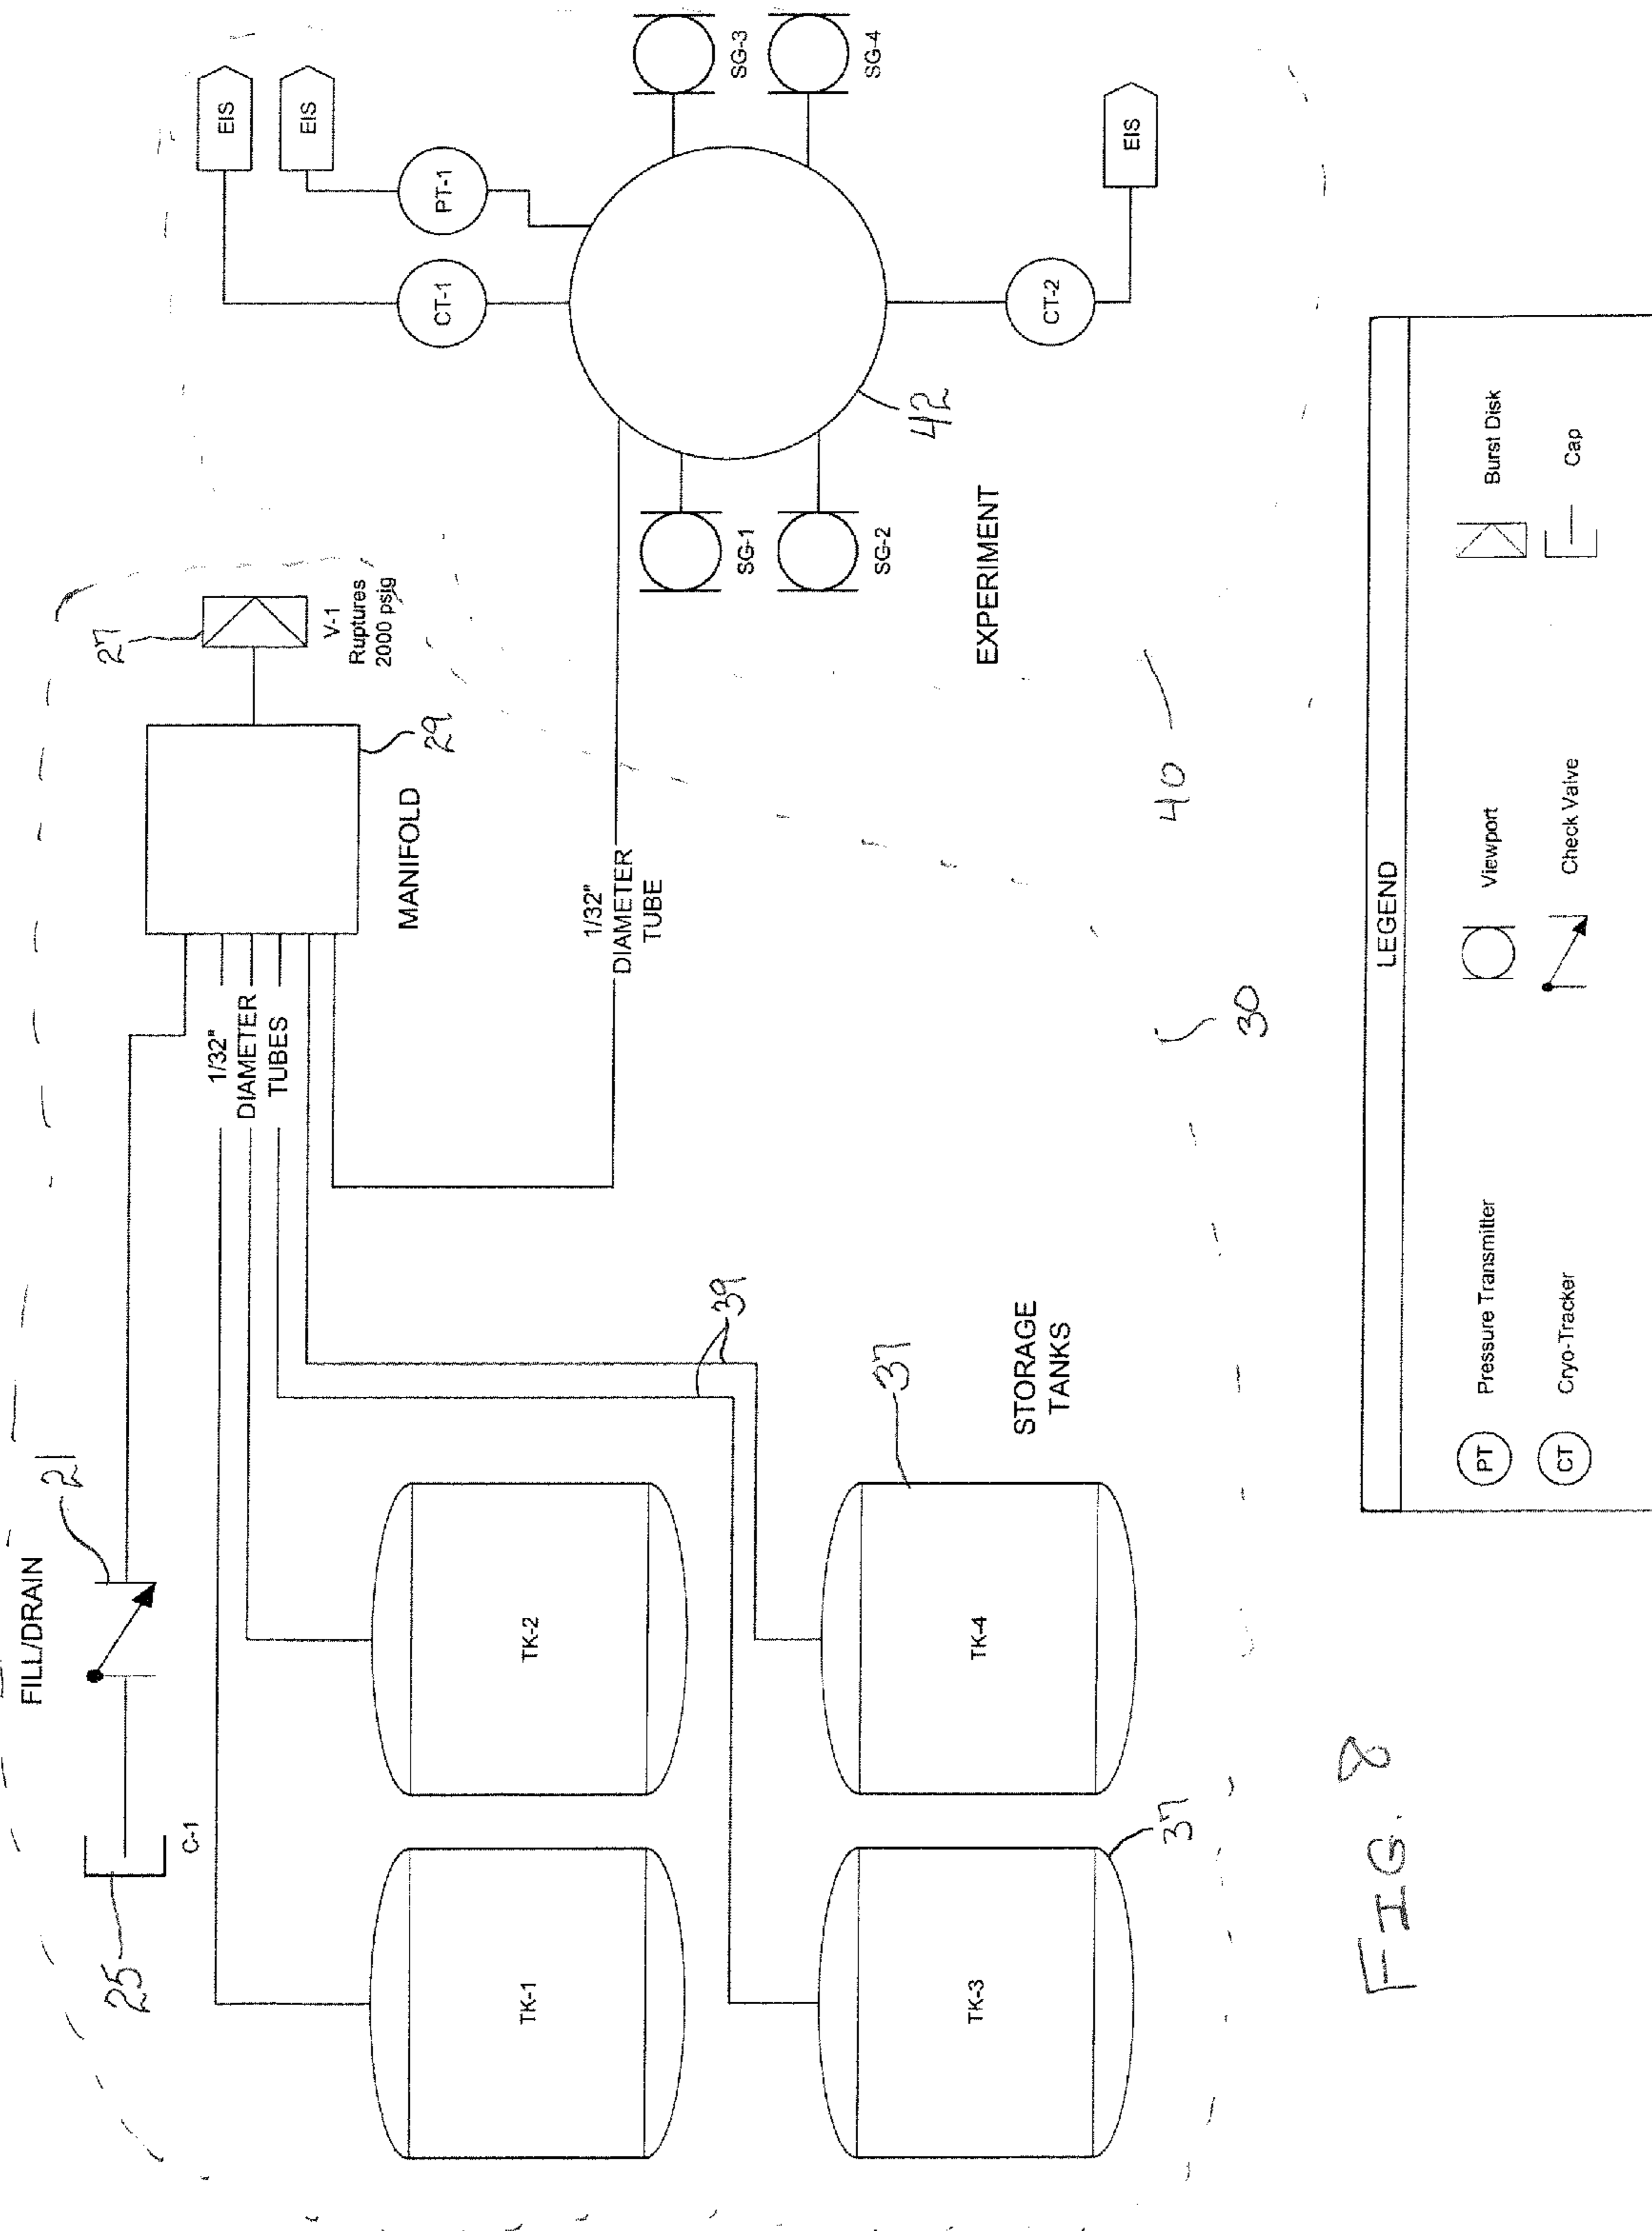 FILL/DRAIN
21
25
C-1
1/32"
DIAMETER
TUBES
27
V-1
Ruptures
2000 psig
29
MANIFOLD
EIS
EIS
CT-1
PT-1
SG-3
SG-4
TK-1
TK-2
39
1/32"
DIAMETER
TUBE
SG-1
SG-2
42
CT-2
EIS
TK-3
TK-4
37
37
STORAGE
TANKS
EXPERIMENT
40
30
FIG. 8
LEGEND
PT Pressure Transmitter
Viewport
Burst Disk
CT Cryo-Tracker
Check Valve
Cap